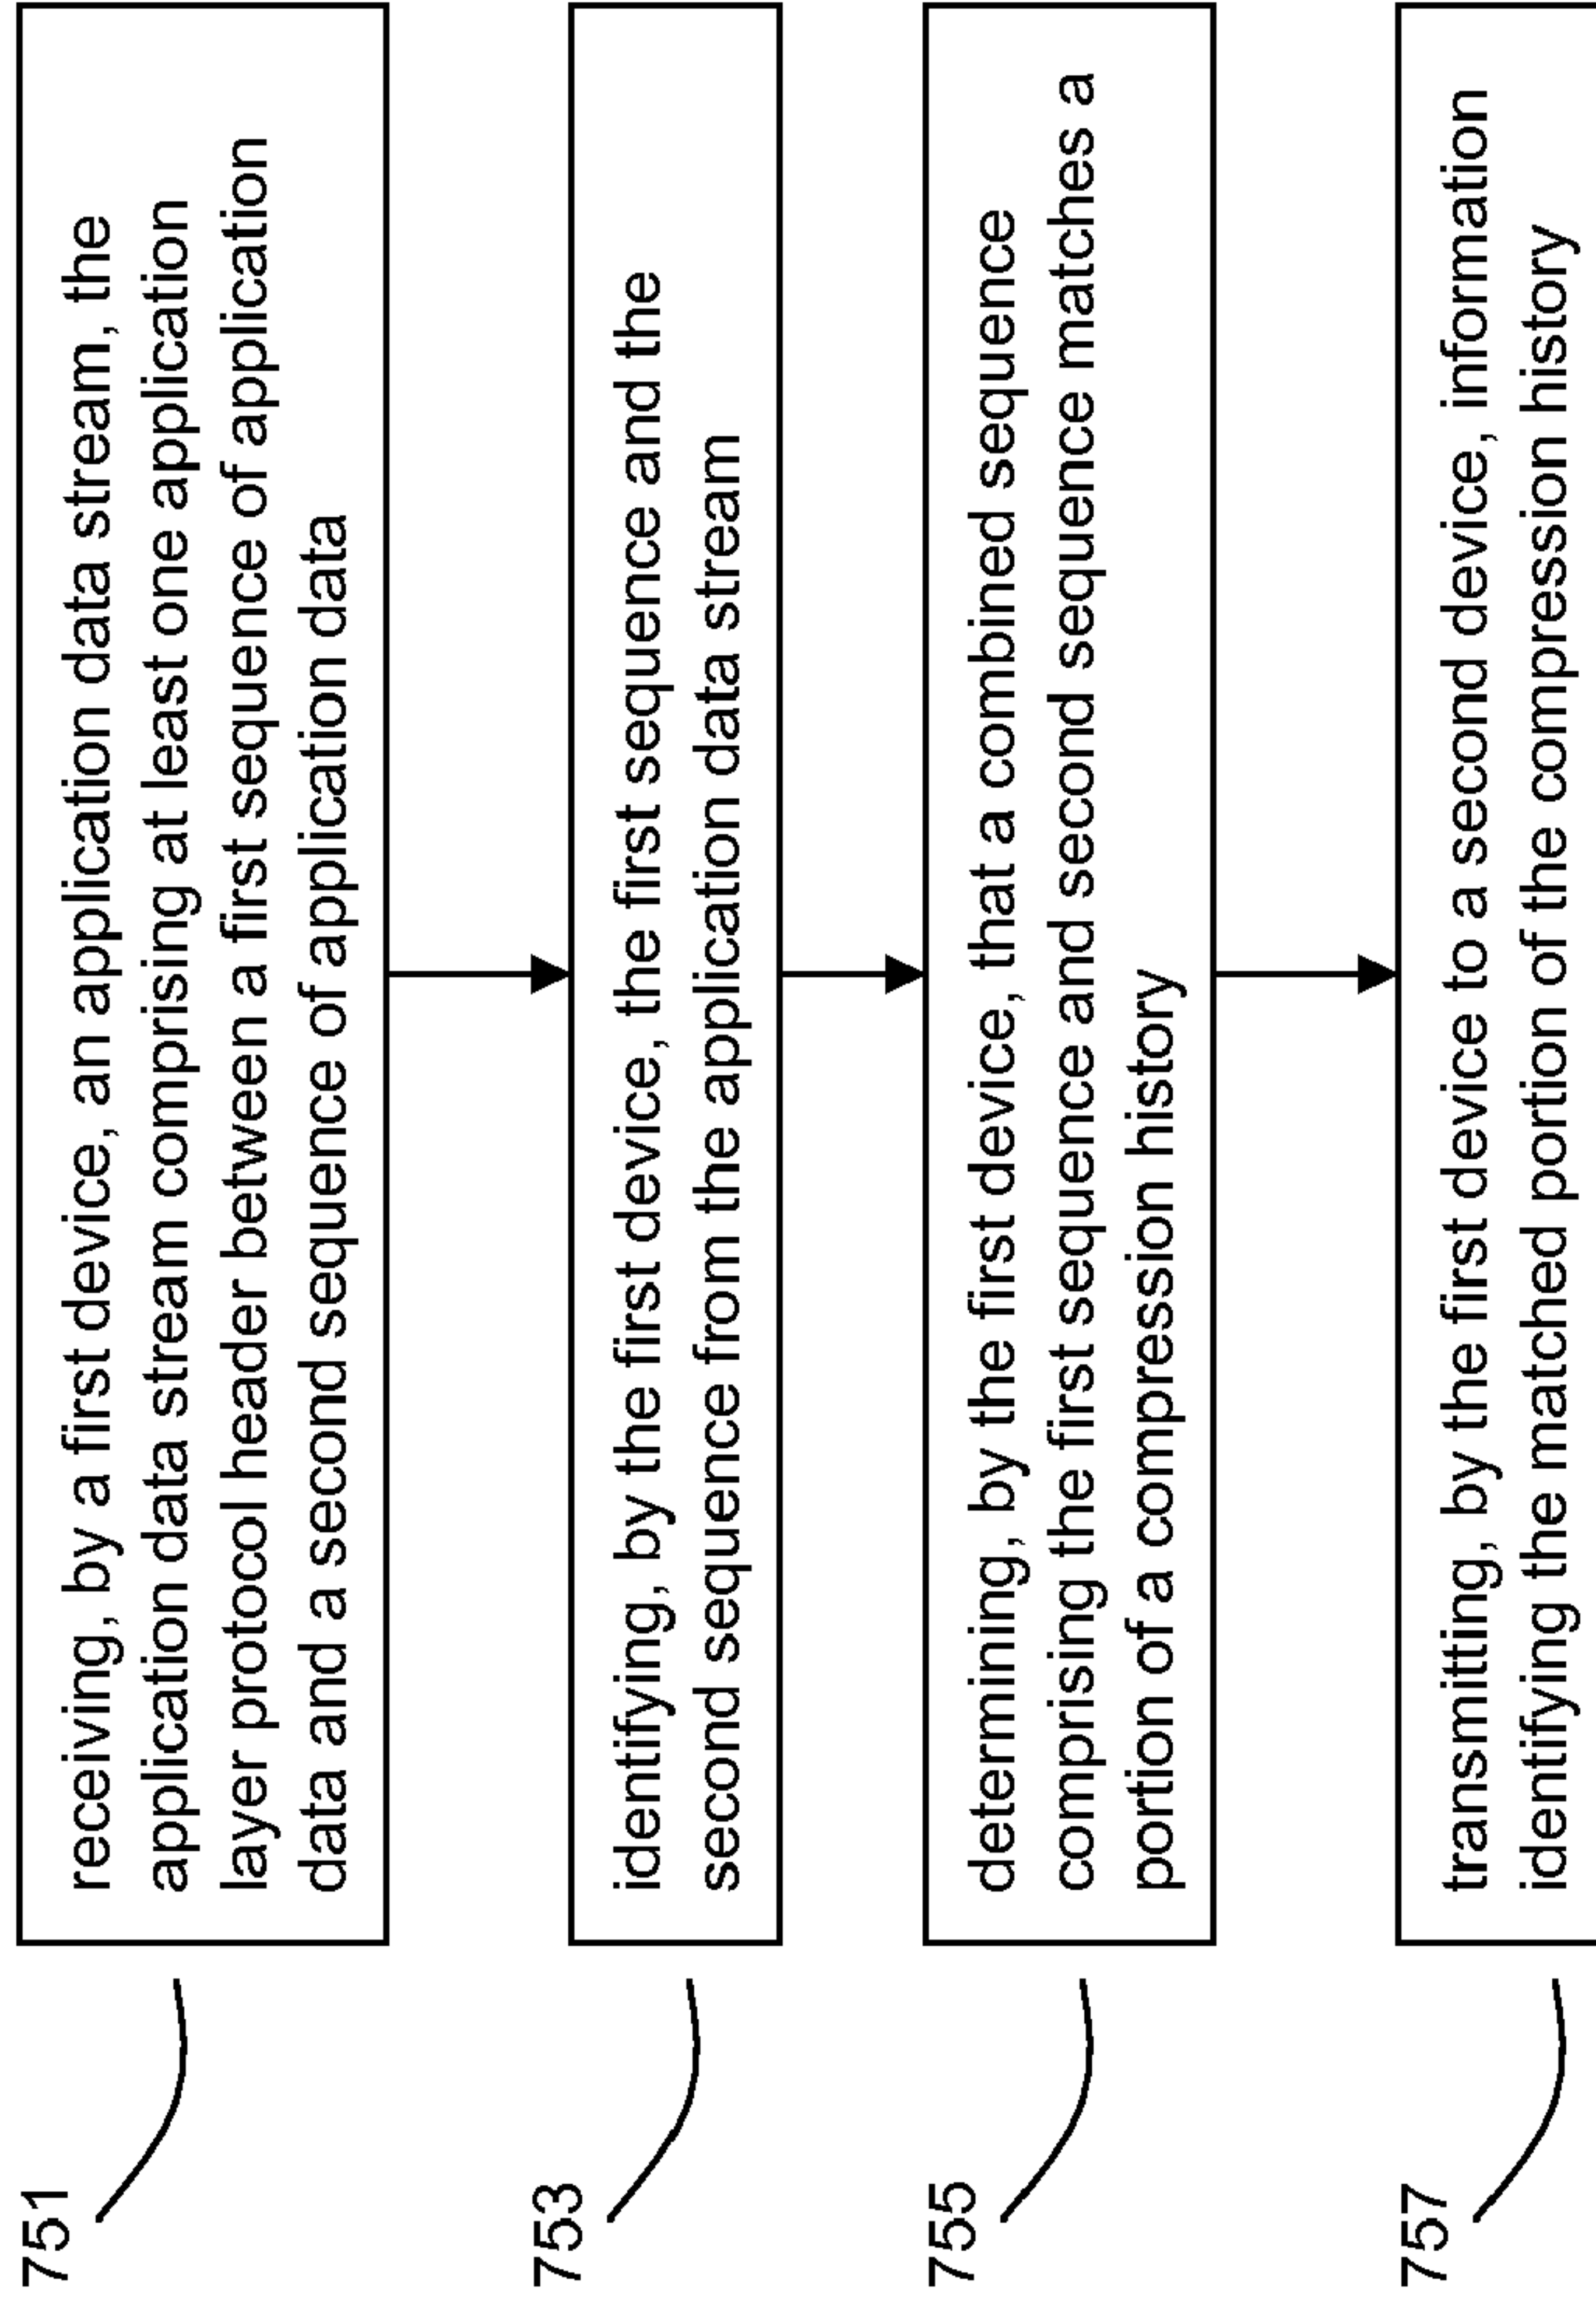 751
receiving, by a first device, an application data stream, the
application data stream comprising at least one application
layer protocol header between a first sequence of application
data and a second sequence of application data
753
identifying, by the first device, the first sequence and the
second sequence from the application data stream
755
determining, by the first device, that a combined sequence
comprising the first sequence and second sequence matches a
portion of a compression history
757
transmitting, by the first device to a second device, information
identifying the matched portion of the compression history